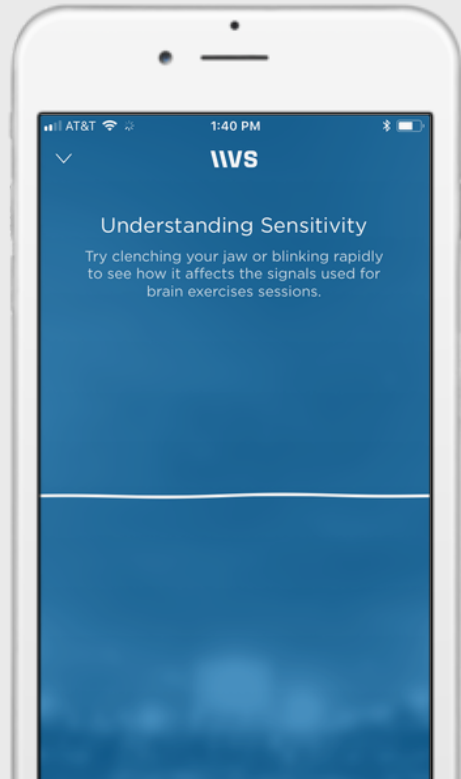 AT&T
1:40 PM
\\VS
Understanding Sensitivity
Try clenching your jaw or blinking rapidly
to see how it affects the signals used for
brain exercises sessions.